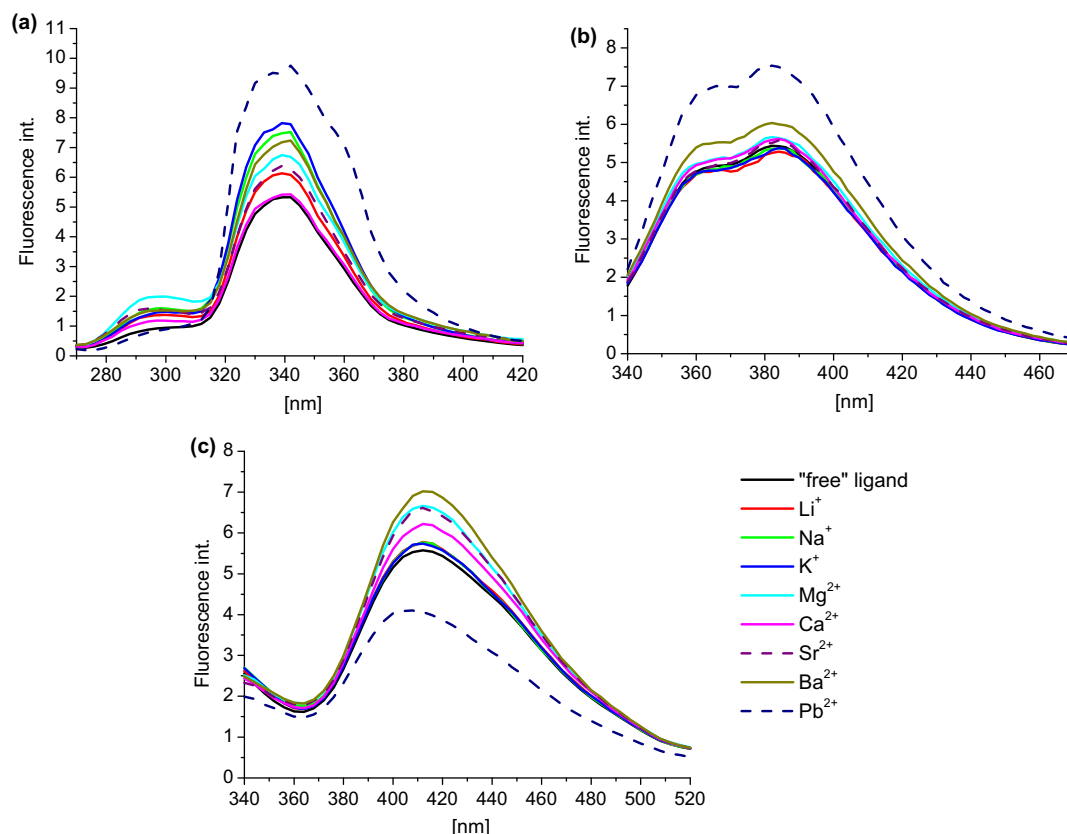 (a)
11
10
9
8
7
6
5
4
3
2
1
0
Fluorescence int.
280 300 320 340 360 380 400 420
[nm]
(b)
8
7
6
5
4
3
2
1
0
Fluorescence int.
340 360 380 400 420 440 460
[nm]
(c)
8
7
6
5
4
3
2
1
0
Fluorescence int.
340 360 380 400 420 440 460 480 500 520
[nm]
"free" ligand
Li⁺
Na⁺
K⁺
Mg²⁺
Ca²⁺
Sr²⁺
Ba²⁺
Pb²⁺